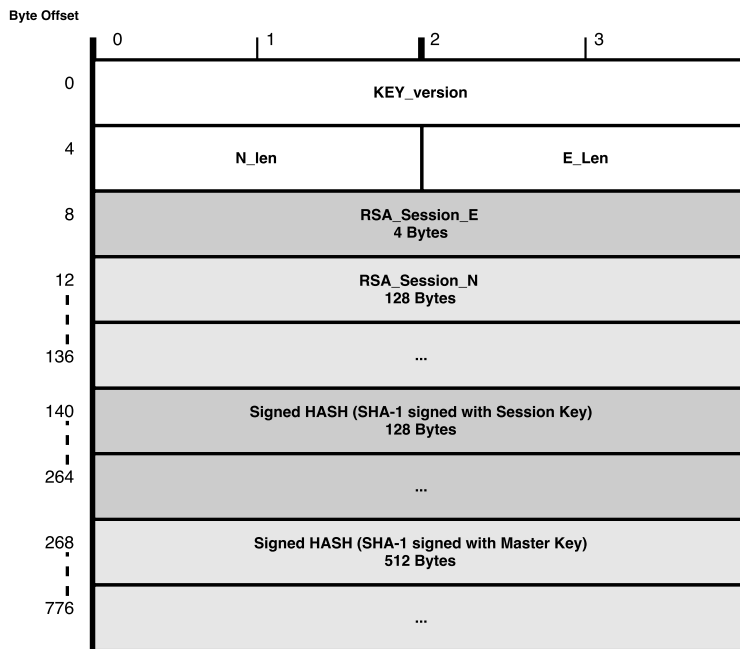 Byte Offset
0 1 2 3
0 KEY_version
4 N_len E_Len
8 RSA_Session_E
4 Bytes
12 RSA_Session_N
128 Bytes
136 ...
140 Signed HASH (SHA-1 signed with Session Key)
128 Bytes
264 ...
268 Signed HASH (SHA-1 signed with Master Key)
512 Bytes
776 ...